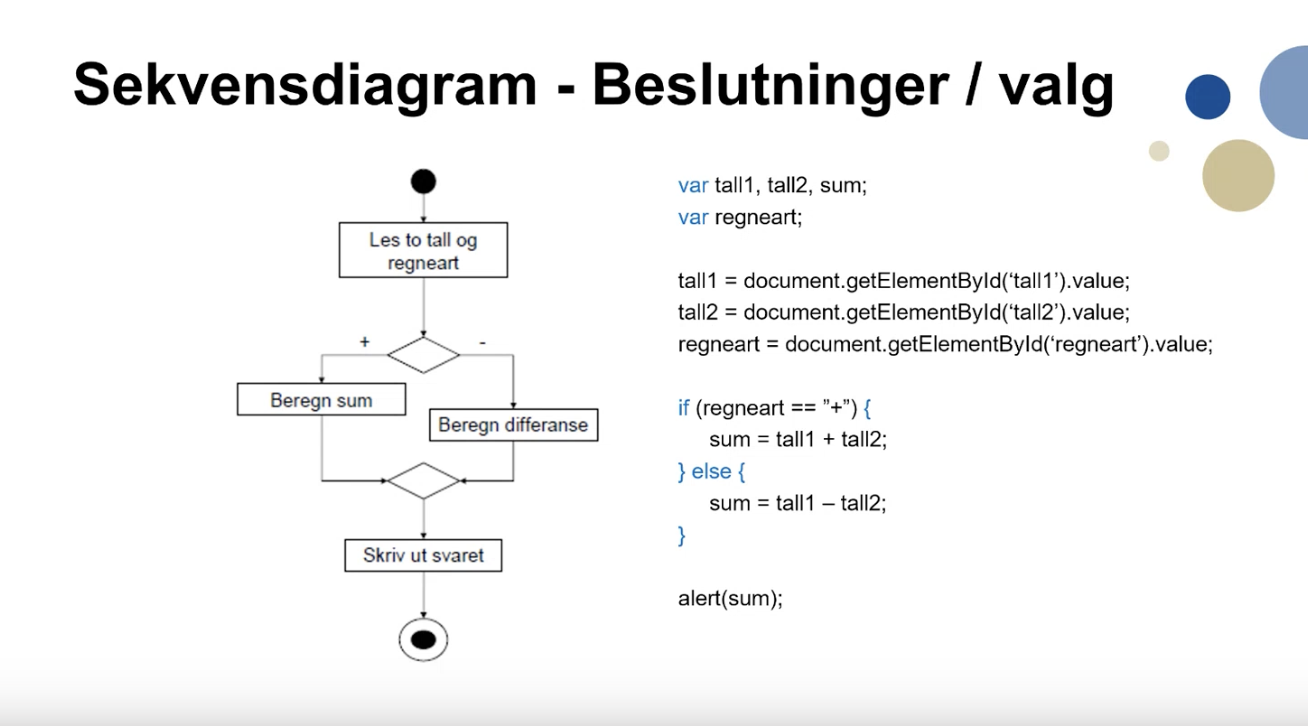 Sekvensdiagram - Beslutninger / valg
Les to tall og
regneart
+
-
Beregn sum
Beregn differanse
Skriv ut svaret
var tall1, tall2, sum;
var regneart;
tall1 = document.getElementById(‘tall1’).value;
tall2 = document.getElementById(‘tall2’).value;
regneart = document.getElementById(‘regneart’).value;
if (regneart == ”+”) {
sum = tall1 + tall2;
} else {
sum = tall1 – tall2;
}
alert(sum);